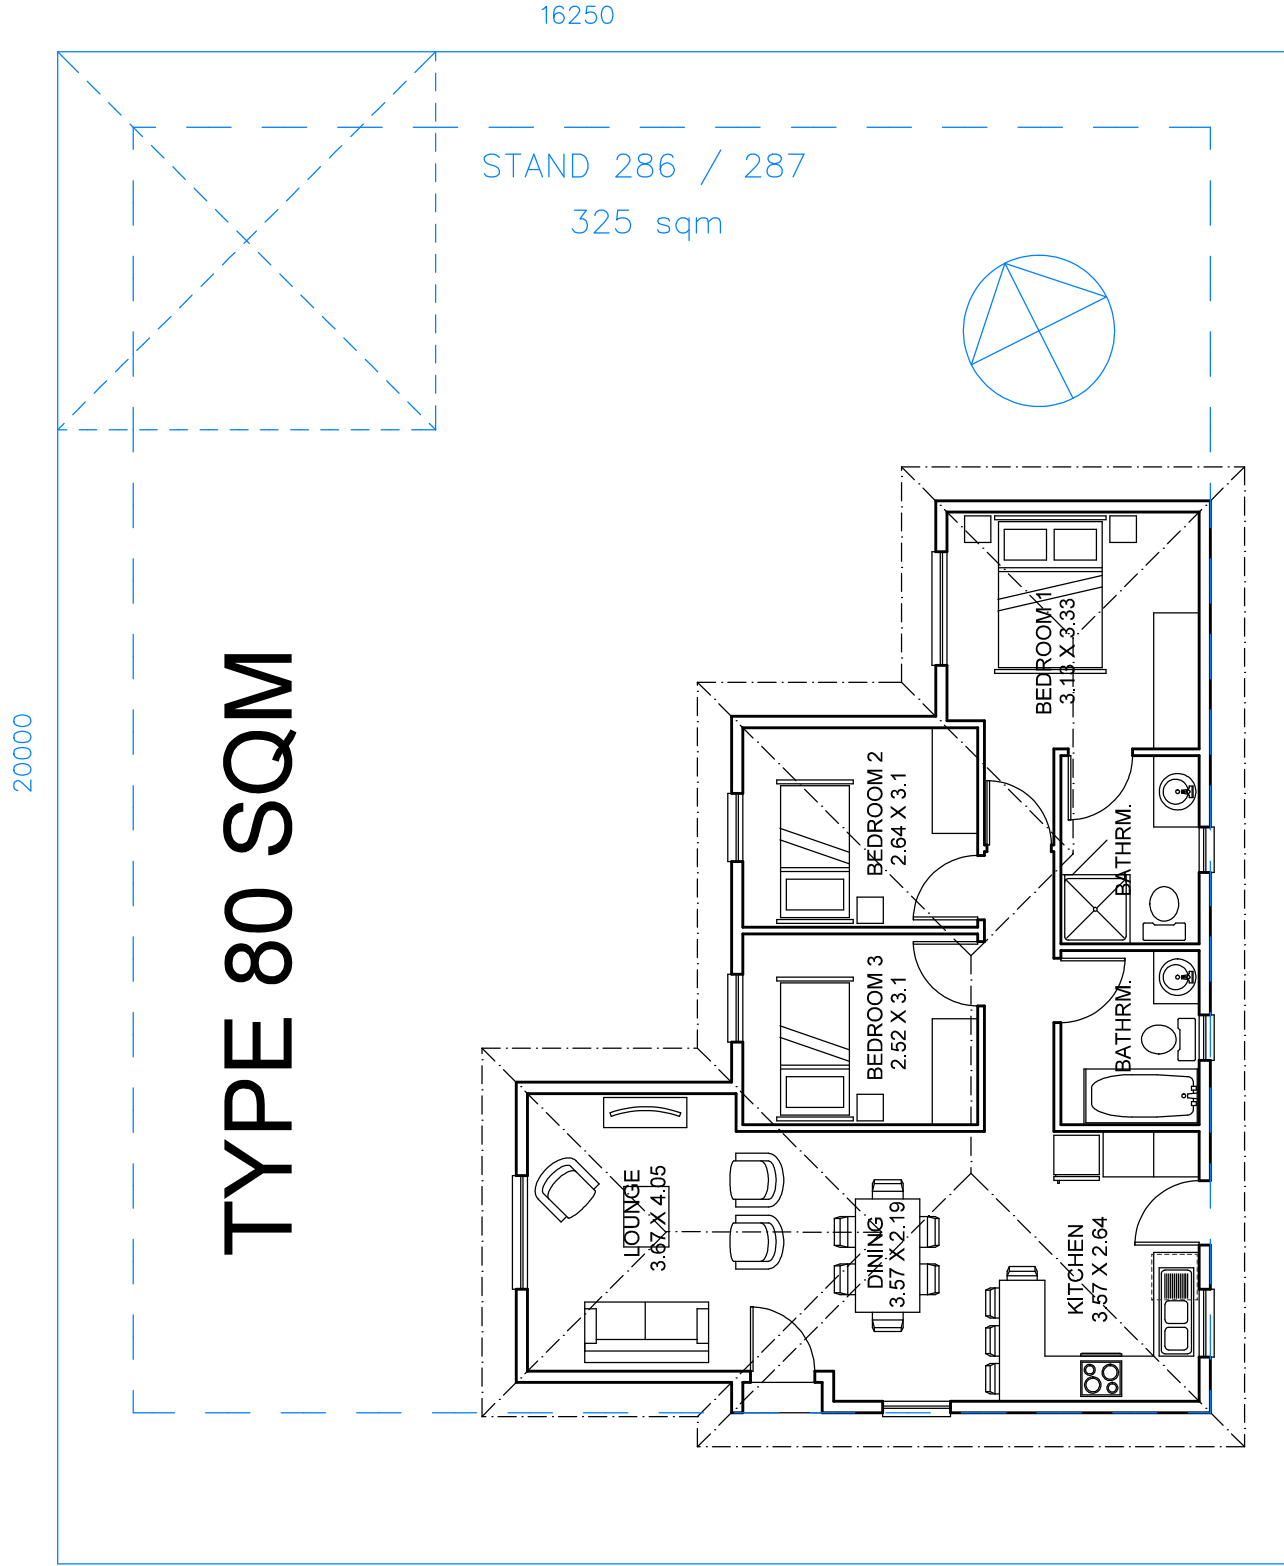 16250
STAND 286 / 287
325 sqm
20000
TYPE 80 SQM
BEDROOM 1
3.13 X 3.33
BEDROOM 2
2.64 X 3.1
BATHRM.
BEDROOM 3
2.52 X 3.1
BATHRM.
LOUNGE
3.67 X 4.05
DINING
3.57 X 2.19
KITCHEN
3.57 X 2.64